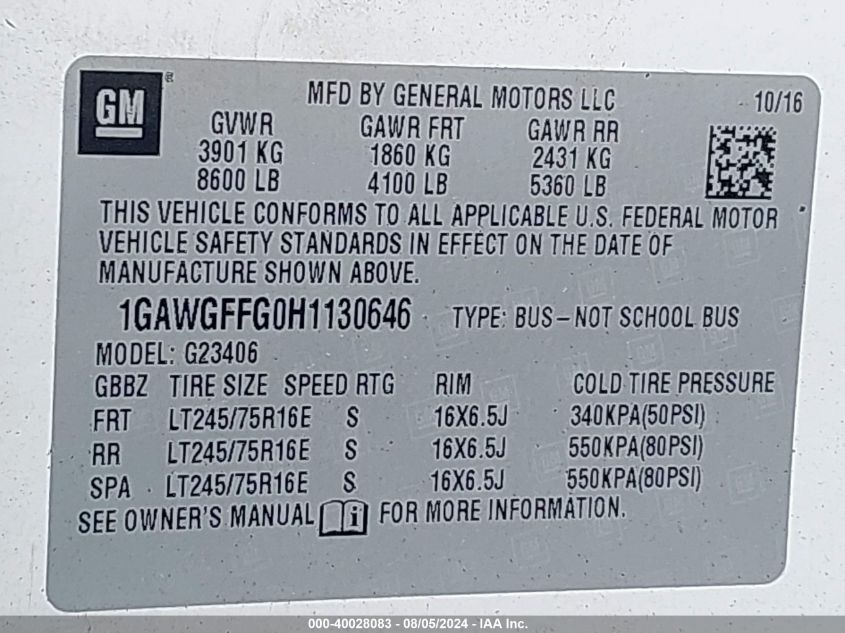 GM ®
MFD BY GENERAL MOTORS LLC 10/16
GVWR GAWR FRT GAWR RR
3901 KG 1860 KG 2431 KG
8600 LB 4100 LB 5360 LB
THIS VEHICLE CONFORMS TO ALL APPLICABLE U.S. FEDERAL MOTOR
VEHICLE SAFETY STANDARDS IN EFFECT ON THE DATE OF
MANUFACTURE SHOWN ABOVE.
1GAWGFFG0H1130646 TYPE: BUS-NOT SCHOOL BUS
MODEL: G23406
GBBZ TIRE SIZE SPEED RTG RIM COLD TIRE PRESSURE
FRT LT245/75R16E S 16X6.5J 340KPA(50PSI)
RR LT245/75R16E S 16X6.5J 550KPA(80PSI)
SPA LT245/75R16E S 16X6.5J 550KPA(80PSI)
SEE OWNER'S MANUAL i FOR MORE INFORMATION.
000-40028083 - 08/05/2024 - IAA Inc.